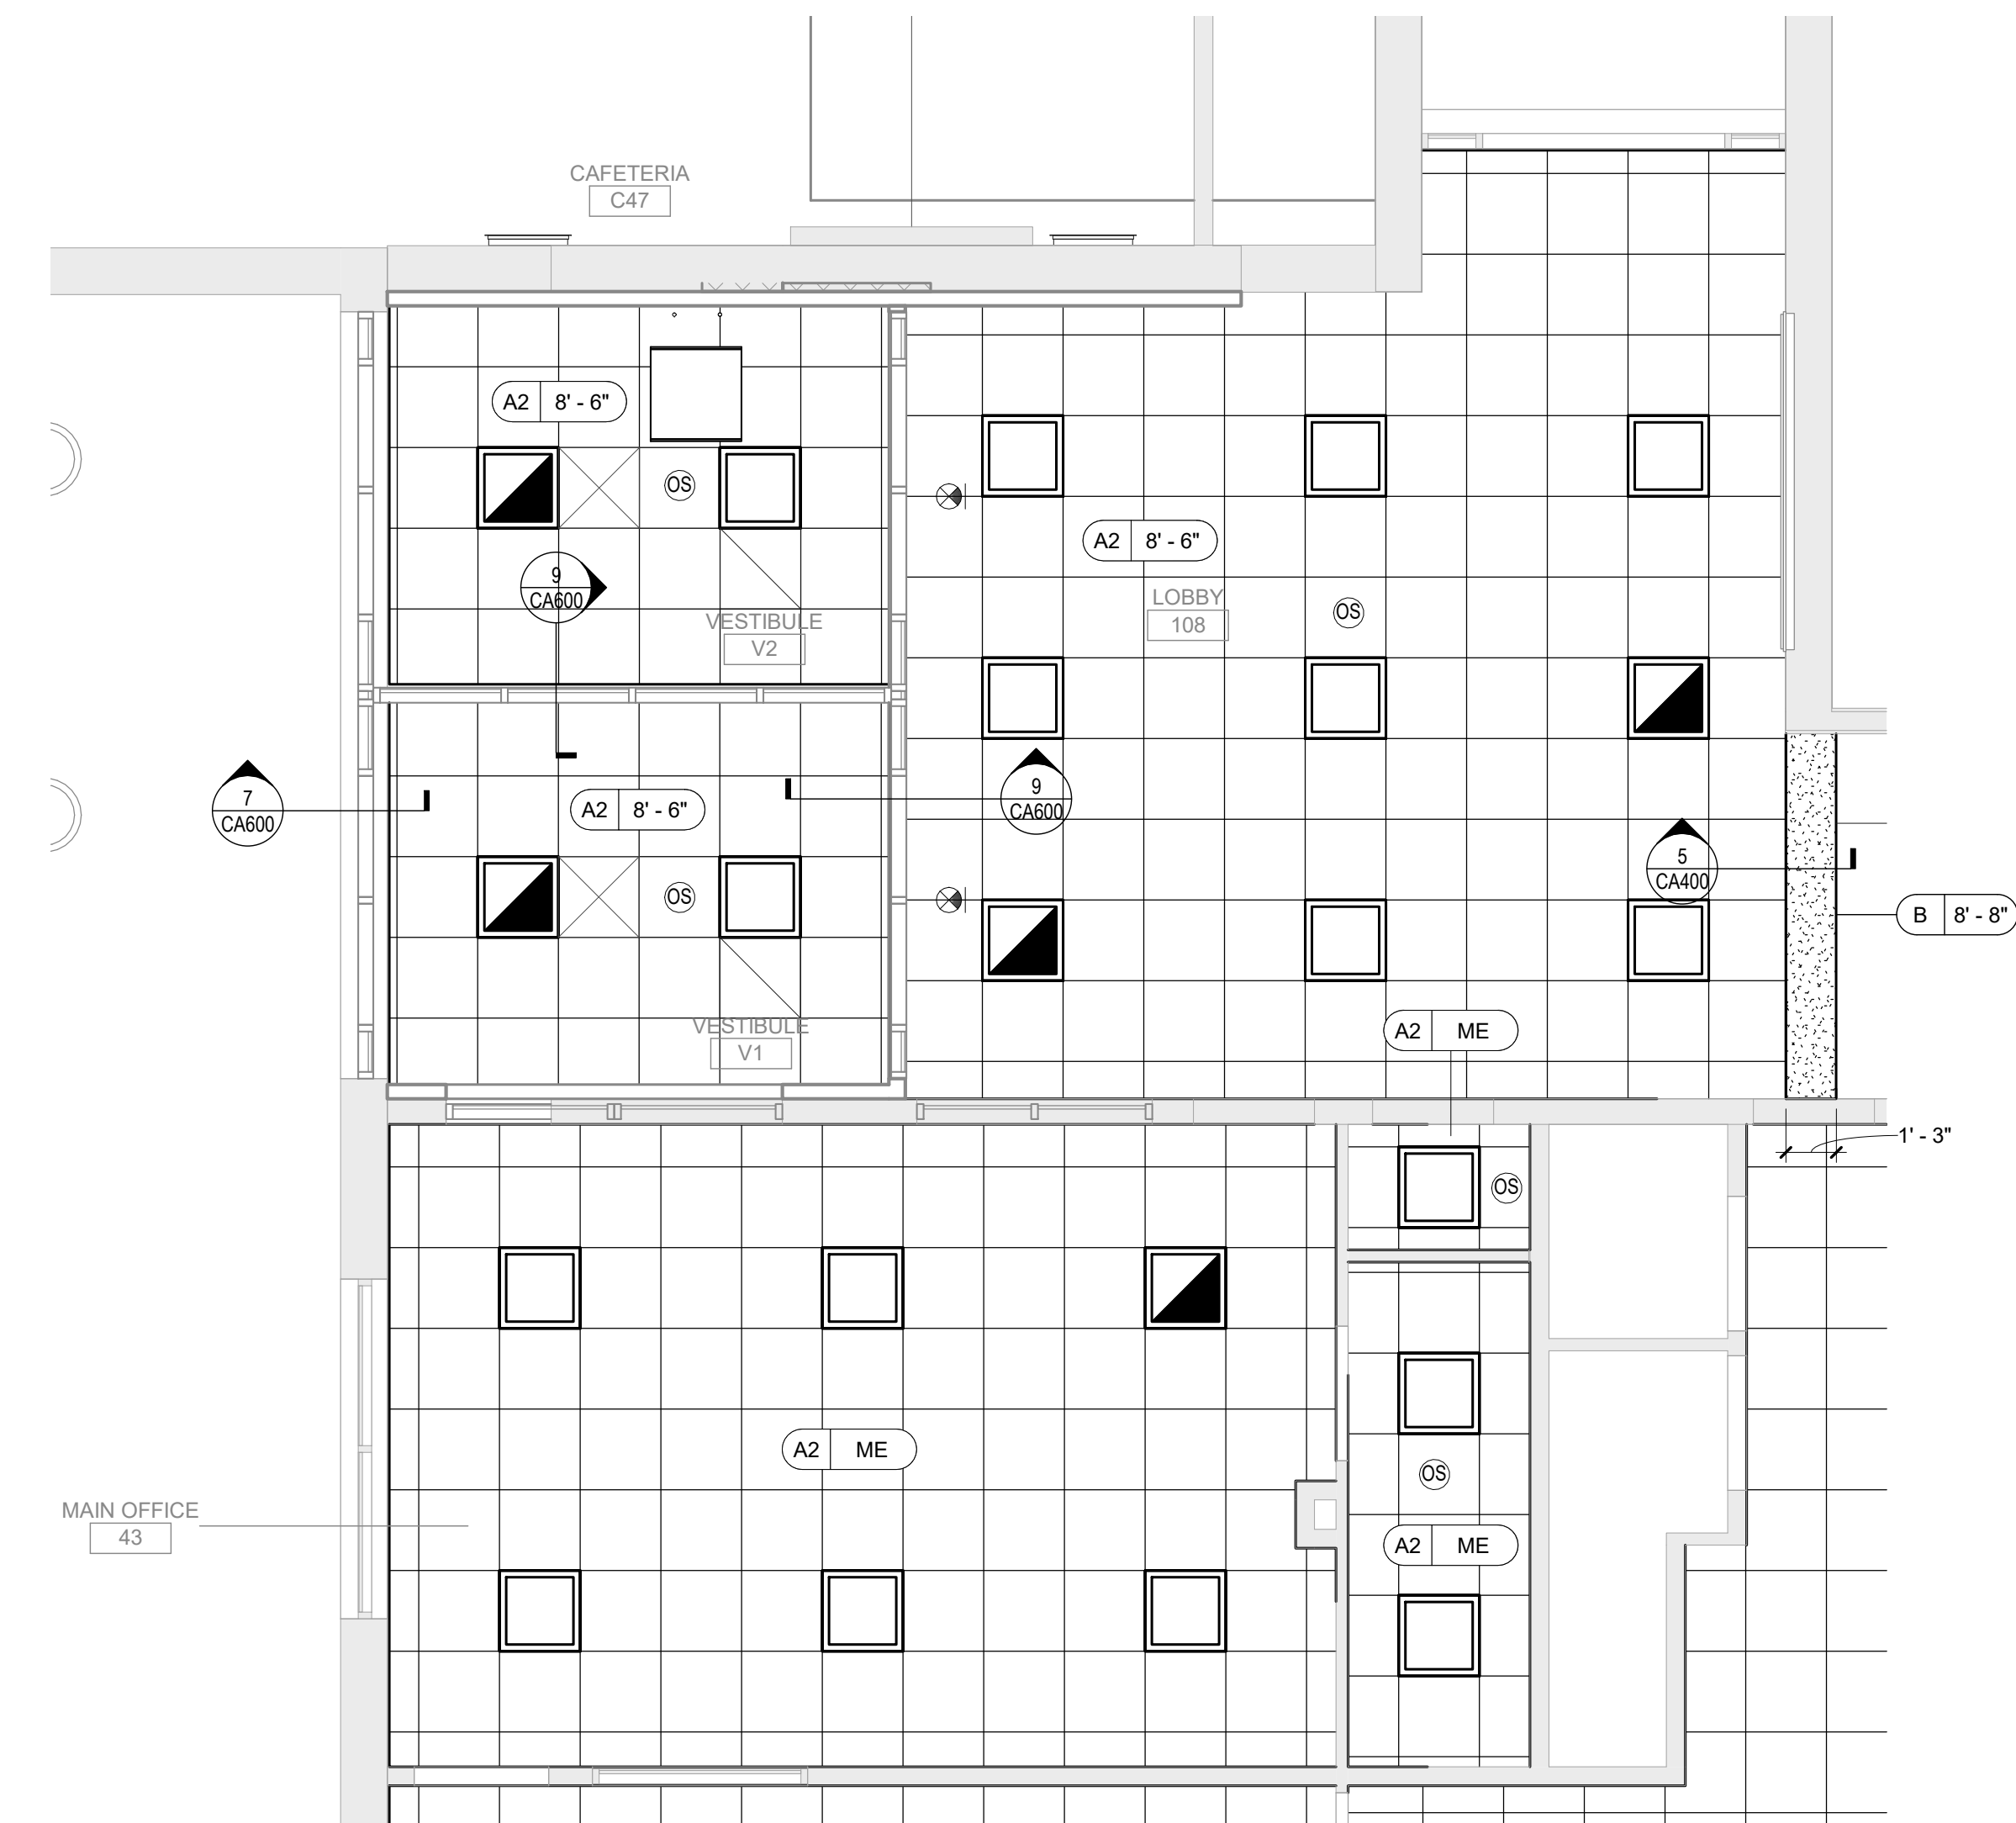 CAFETERIA
C47
A2 8' - 6"
OS
9
CA600
VESTIBULE
V2
A2 8' - 6"
LOBBY
108
OS
7
CA600
A2 8' - 6"
9
CA600
5
CA400
OS
B 8' - 8"
VESTIBULE
V1
A2 ME
1' - 3"
OS
A2 ME
OS
MAIN OFFICE
43
A2 ME